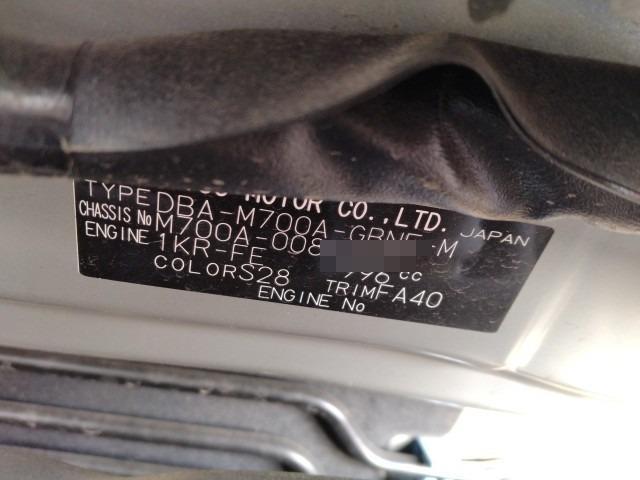 MOTOR CO.,LTD. JAPAN
TYPE DBA-M700A-GBN
CHASSIS No M700A-008
ENGINE 1KR-FE 996 CC
COLOR S28 TRIM FA40
ENGINE No